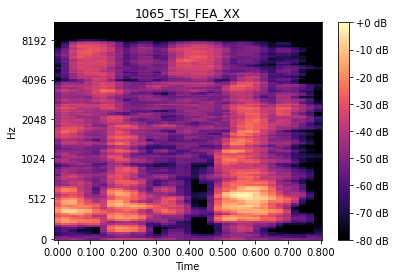 1065_TSI_FEA_XX
+0 dB
8192
-10 dB
4096
-20 dB
-30 dB
2048
Hz
-40 dB
1024
-50 dB
512
-60 dB
-70 dB
0
-80 dB
0.000 0.100 0.200 0.300 0.400 0.500 0.600 0.700 0.800
Time